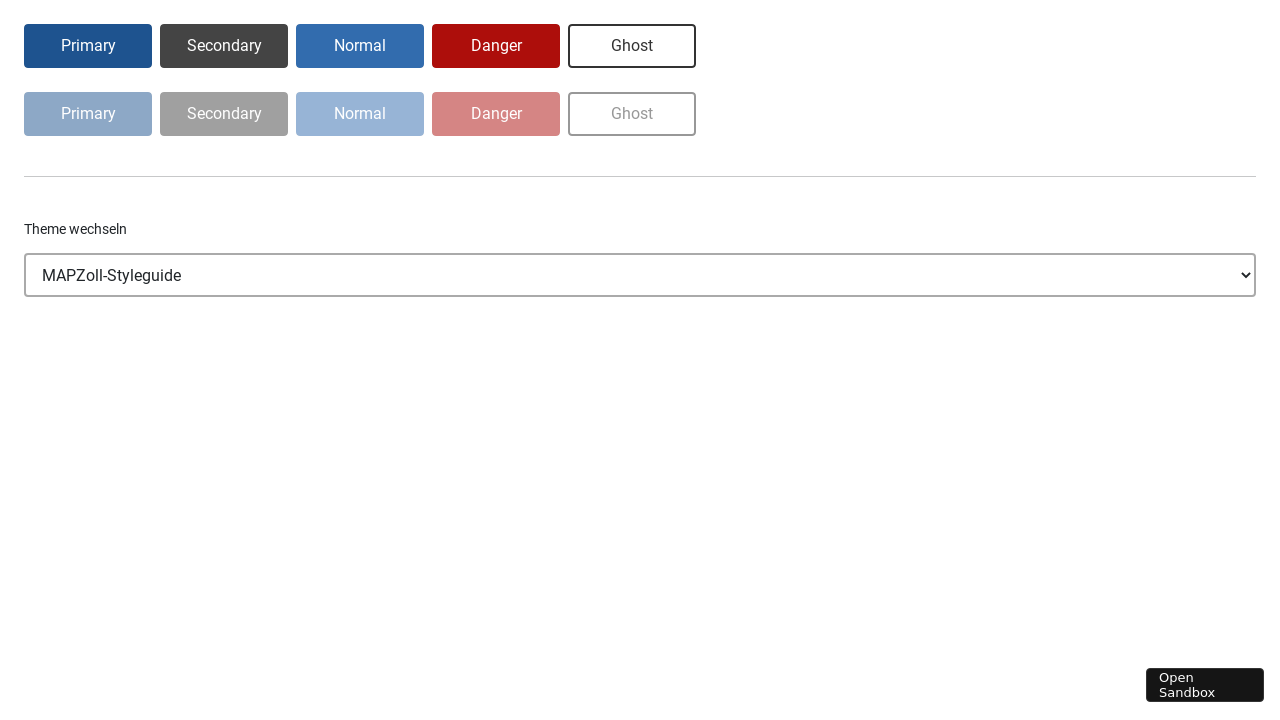 Primary Secondary Normal Danger Ghost
Primary Secondary Normal Danger Ghost
Theme wechseln
MAPZoll-Styleguide
Open
Sandbox